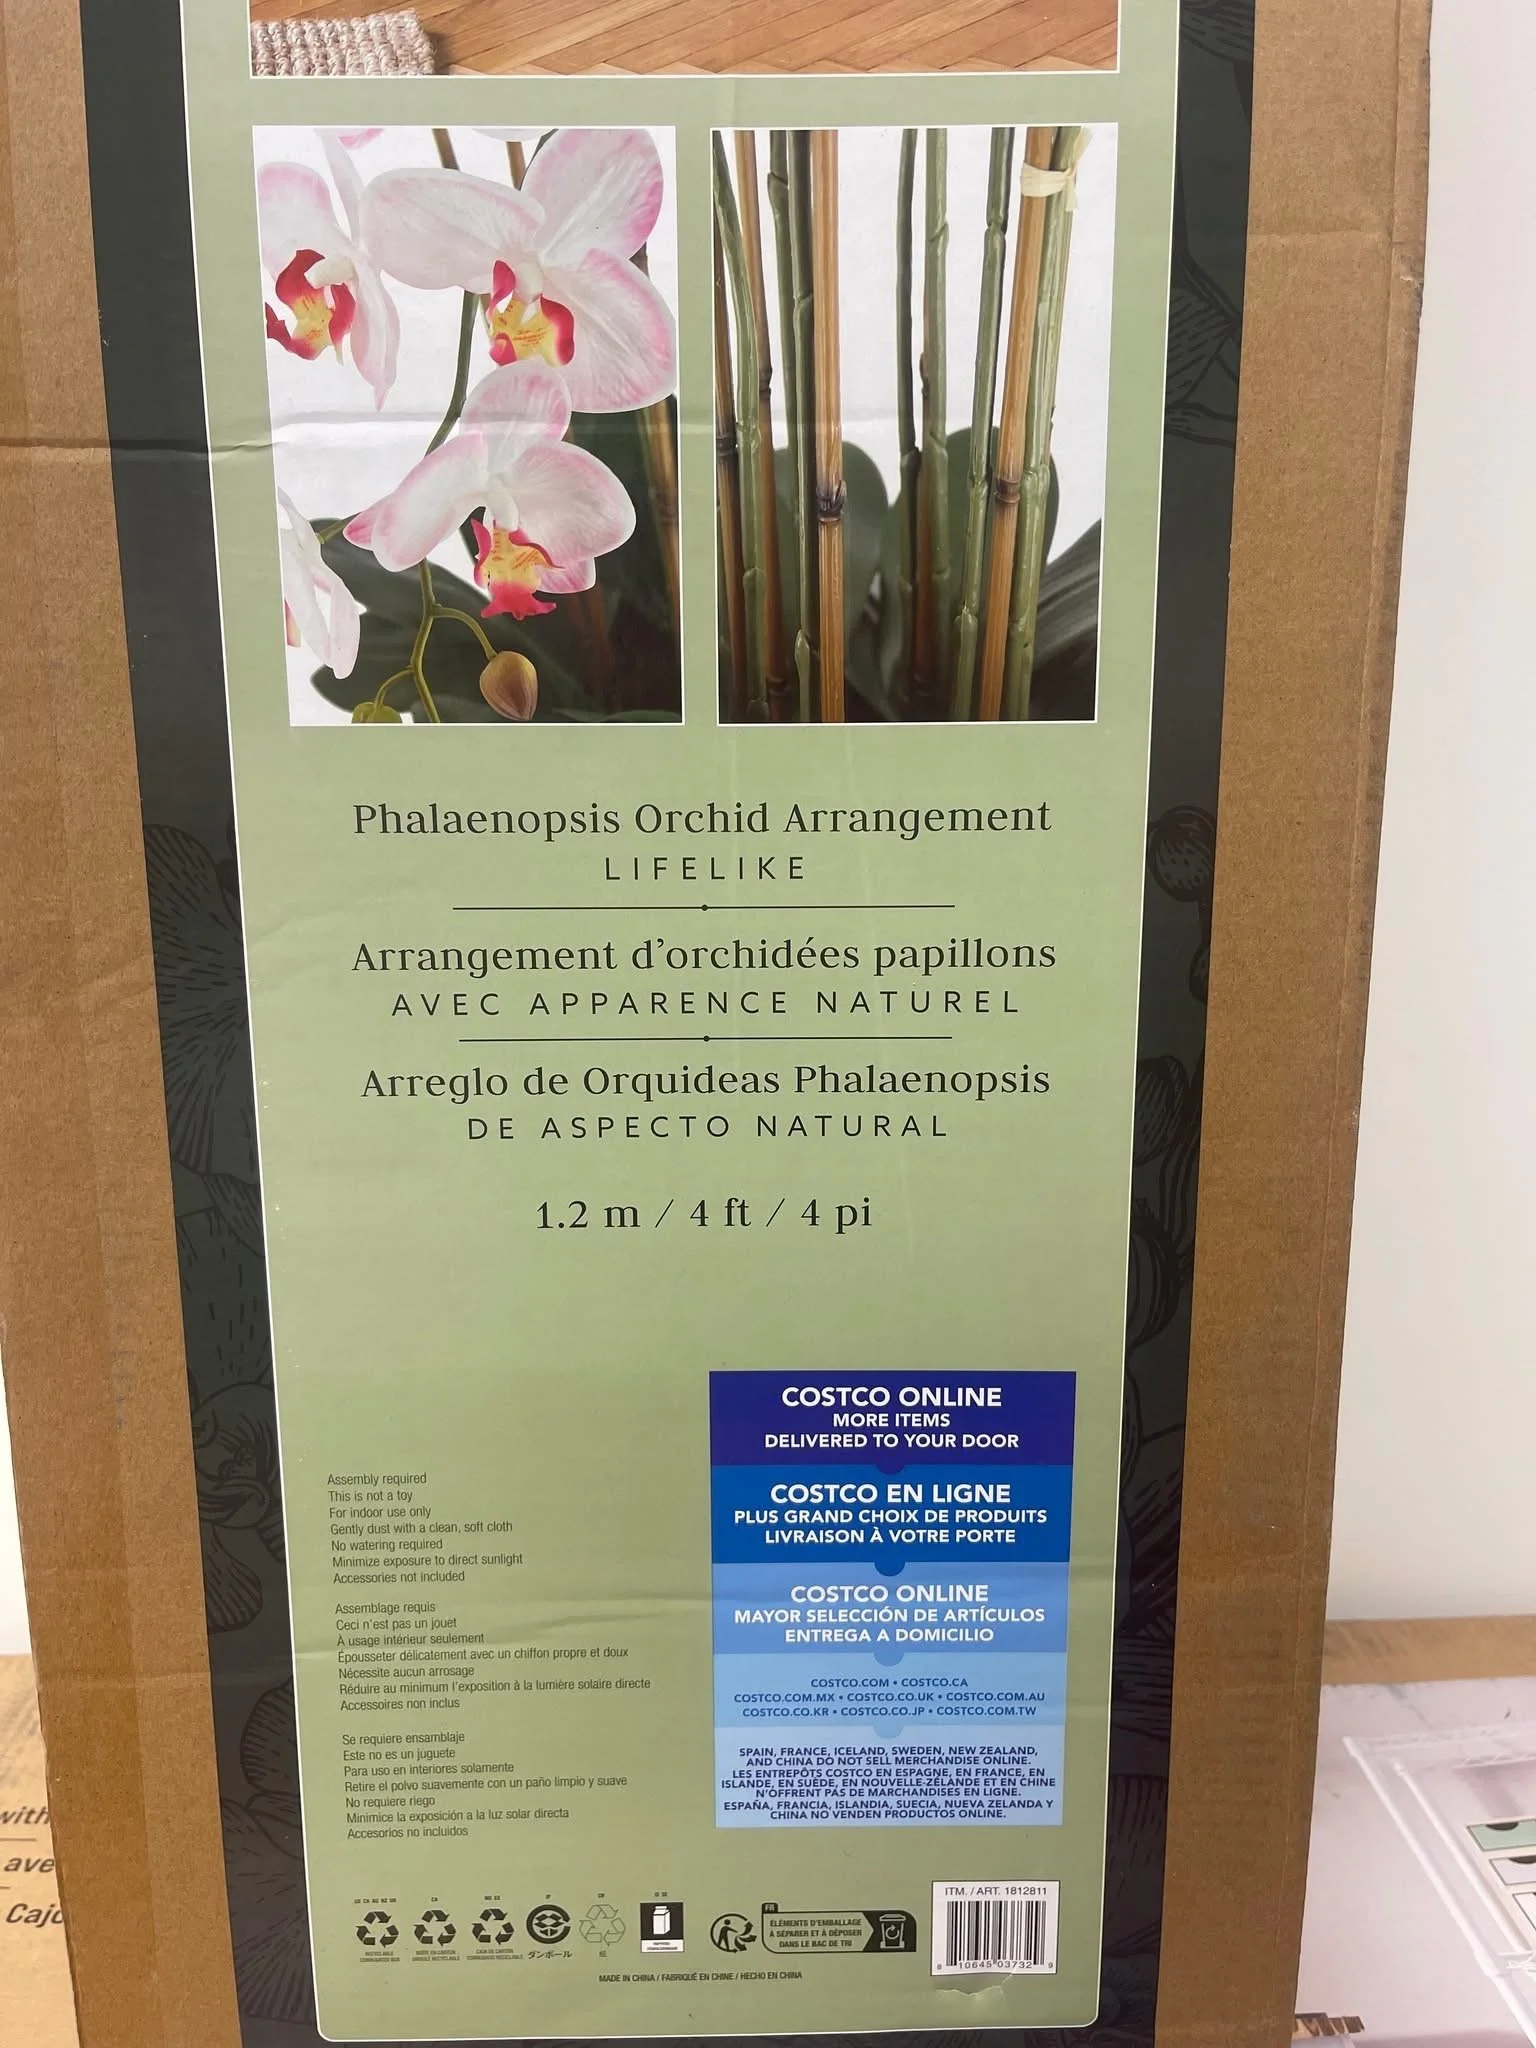 Phalaenopsis Orchid Arrangement
LIFELIKE
Arrangement d'orchidées papillons
AVEC APPARENCE NATUREL
Arreglo de Orquideas Phalaenopsis
DE ASPECTO NATURAL
1.2 m / 4 ft / 4 pi
Assembly required
This is not a toy
For indoor use only
Gently dust with a clean, soft cloth
No watering required
Minimize exposure to direct sunlight
Accessories not included
Assemblage requis
Ceci n'est pas un jouet
À usage intérieur seulement
Épousseter délicatement avec un chiffon propre et doux
Nécessite aucun arrosage
Réduire au minimum l'exposition à la lumière solaire directe
Accessoires non inclus
Se requiere ensamblaje
Este no es un juguete
Para uso en interiores solamente
Retire el polvo suavemente con un paño limpio y suave
No requiere riego
Minimice la exposición a la luz solar directa
Accesorios no incluidos
COSTCO ONLINE
MORE ITEMS
DELIVERED TO YOUR DOOR
COSTCO EN LIGNE
PLUS GRAND CHOIX DE PRODUITS
LIVRAISON À VOTRE PORTE
COSTCO ONLINE
MAYOR SELECCIÓN DE ARTÍCULOS
ENTREGA A DOMICILIO
COSTCO.COM • COSTCO.CA
COSTCO.COM.MX • COSTCO.CO.UK • COSTCO.COM.AU
COSTCO.CO.KR • COSTCO.CO.JP • COSTCO.COM.TW
SPAIN, FRANCE, ICELAND, SWEDEN, NEW ZEALAND,
AND CHINA DO NOT SELL MERCHANDISE ONLINE.
LES ENTREPÔTS COSTCO EN ESPAGNE, EN FRANCE, EN
ISLANDE, EN SUÈDE, EN NOUVELLE-ZÉLANDE ET EN CHINE
N'OFFRENT PAS DE MARCHANDISES EN LIGNE.
ESPAÑA, FRANCIA, ISLANDIA, SUECIA, NUEVA ZELANDA Y
CHINA NO VENDEN PRODUCTOS ONLINE.
with
ave
Cajo
ダンボール
紙
FR
ÉLÉMENTS D'EMBALLAGE
À SÉPARER ET À DÉPOSER
DANS LE BAC DE TRI
ITM. / ART. 1812811
8 10645 03732 9
MADE IN CHINA / FABRIQUÉ EN CHINE / HECHO EN CHINA